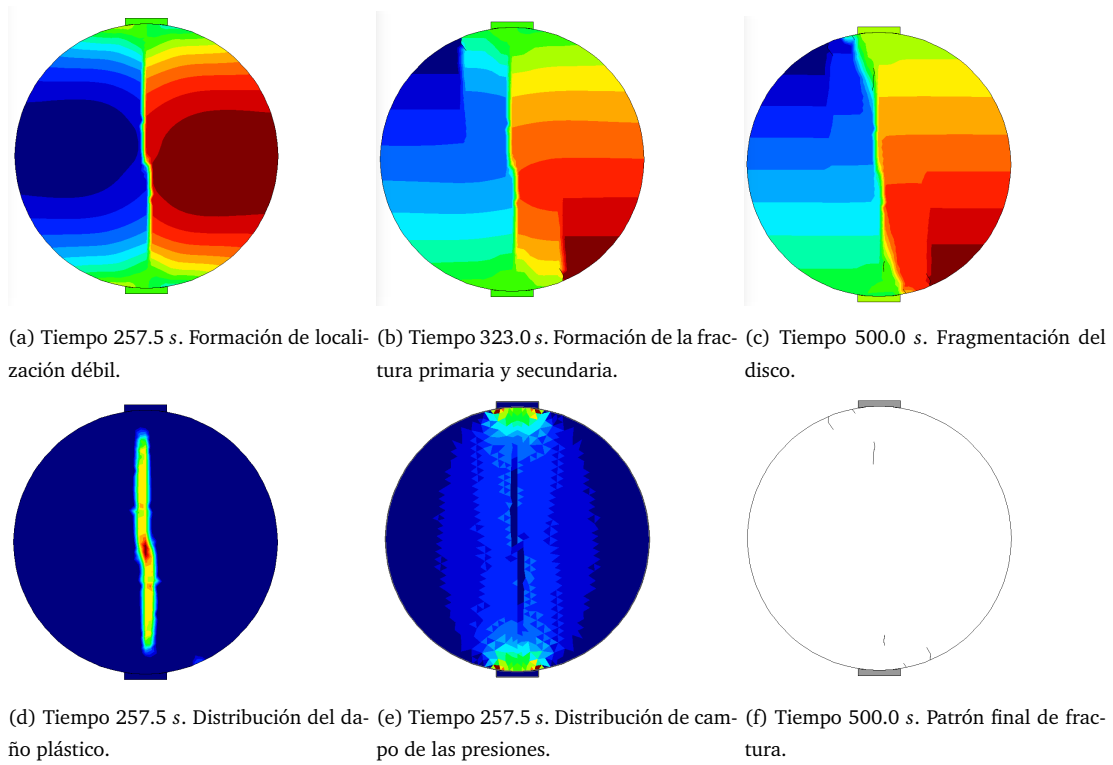 (a) Tiempo 257.5 s. Formación de locali-
zación débil.
(b) Tiempo 323.0 s. Formación de la frac-
tura primaria y secundaria.
(c) Tiempo 500.0 s. Fragmentación del
disco.
(d) Tiempo 257.5 s. Distribución del da-
ño plástico.
(e) Tiempo 257.5 s. Distribución de cam-
po de las presiones.
(f) Tiempo 500.0 s. Patrón final de frac-
tura.